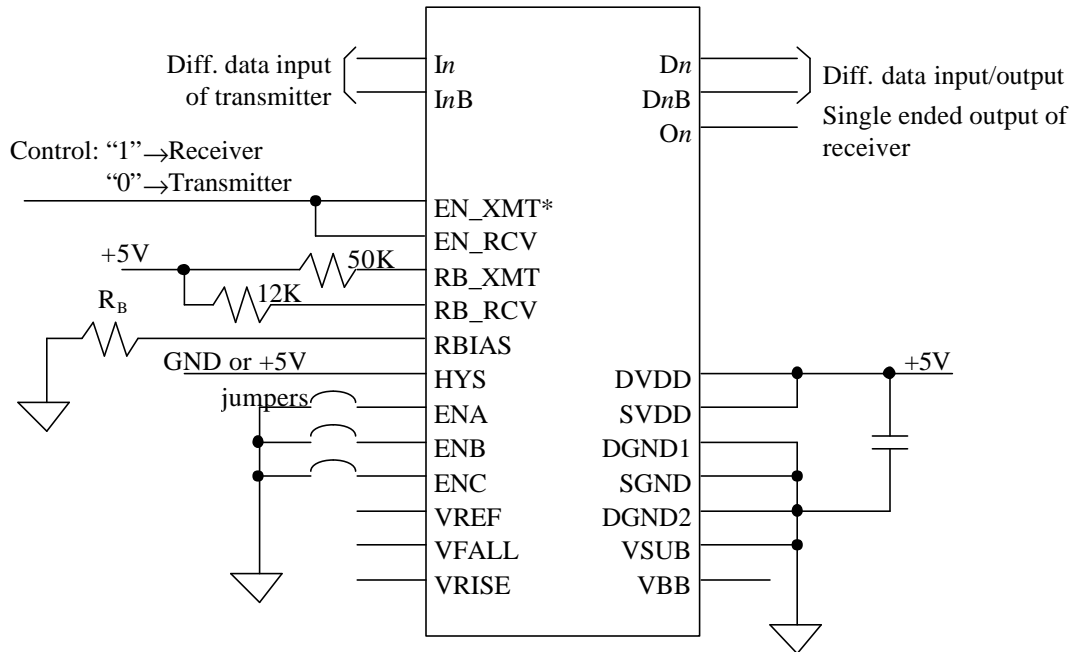 Diff. data input
of transmitter
In
InB
Dn
DnB
On
Diff. data input/output
Single ended output of
receiver
Control: “1”→Receiver
“0”→Transmitter
EN_XMT*
EN_RCV
+5V
50K
RB_XMT
12K
RB_RCV
RB
RBIAS
GND or +5V
HYS
jumpers
ENA
ENB
ENC
VREF
VFALL
VRISE
DVDD
+5V
SVDD
DGND1
SGND
DGND2
VSUB
VBB